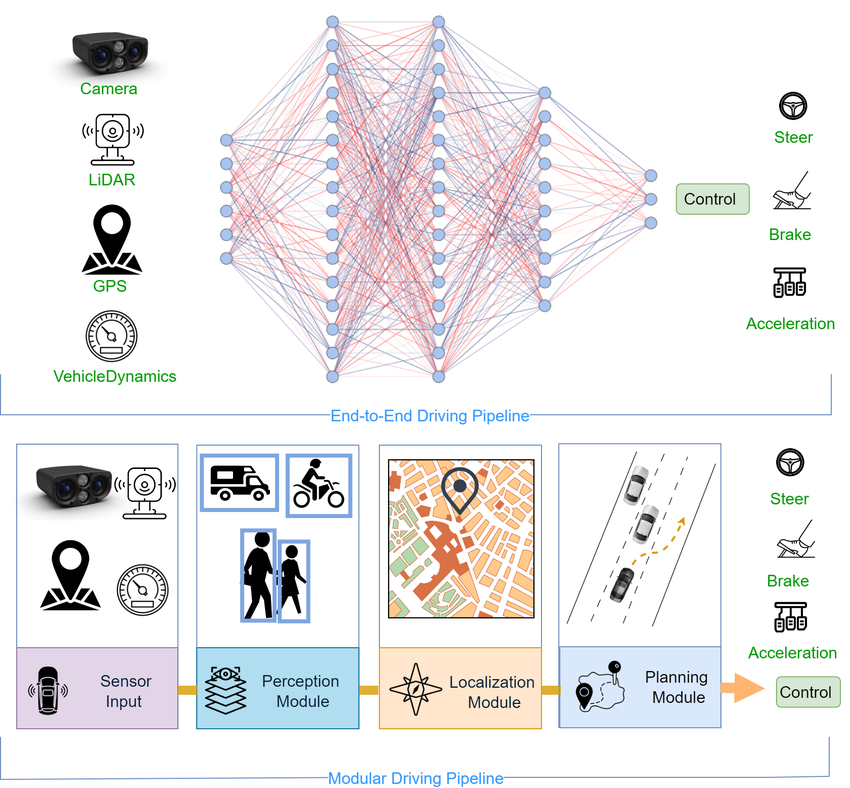 Camera
LiDAR
GPS
VehicleDynamics
Control
Steer
Brake
Acceleration
End-to-End Driving Pipeline
Sensor
Input
Perception
Module
Localization
Module
Planning
Module
Steer
Brake
Acceleration
Control
Modular Driving Pipeline